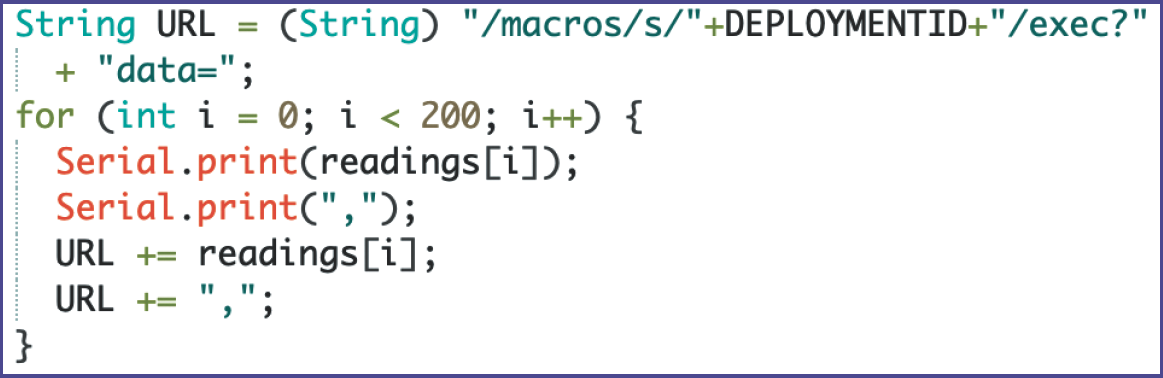 String URL = (String) "/macros/s/"+DEPLOYMENTID+"/exec?"
  + "data=";
for (int i = 0; i < 200; i++) {
  Serial.print(readings[i]);
  Serial.print(",");
  URL += readings[i];
  URL += ",";
}